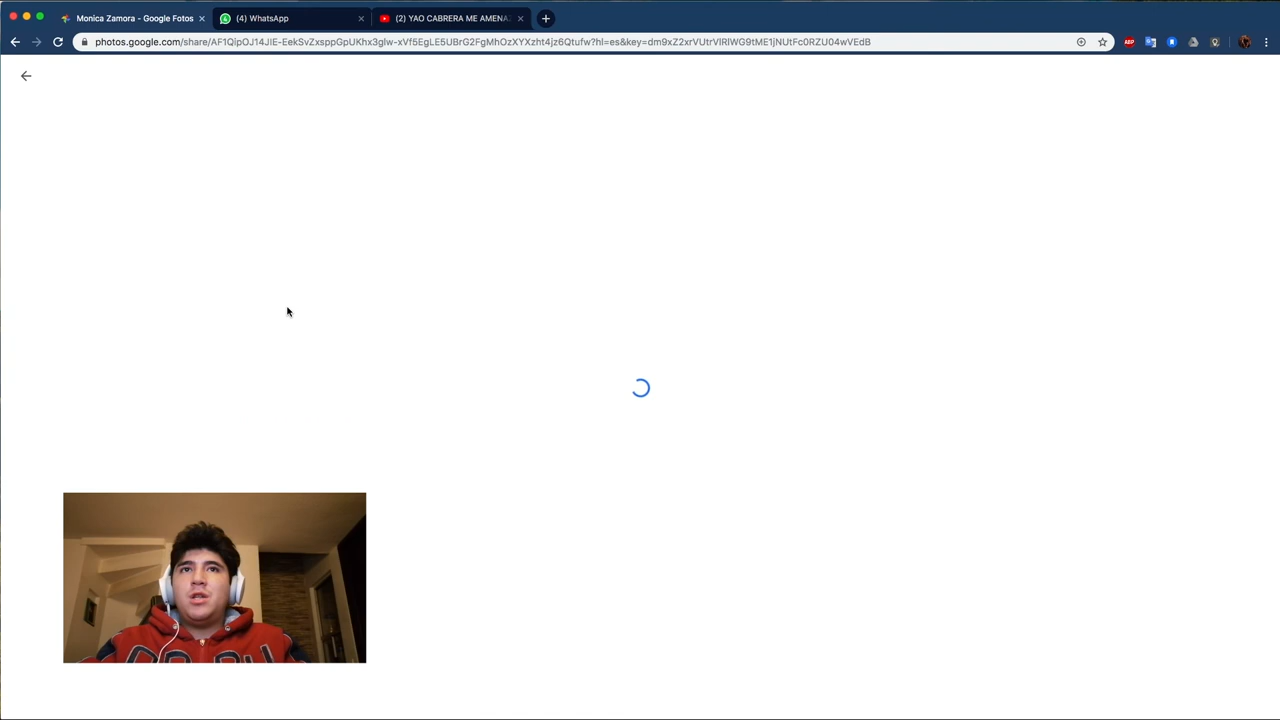 Monica Zamora - Google Fotos
(4) WhatsApp
(2) YAO CABRERA ME AMENA
photos.google.com/share/AF1QipOJ14JIE-EekSvZxsppGpUKhx3glw-xVf5EgLE5UBrG2FgMhOzXYXzht4jz6Qtufw?hl=es&key=dm9xZ2xrVUtrVlRlWG9tME1jNUtFc0RZU04wVEdB
ABP